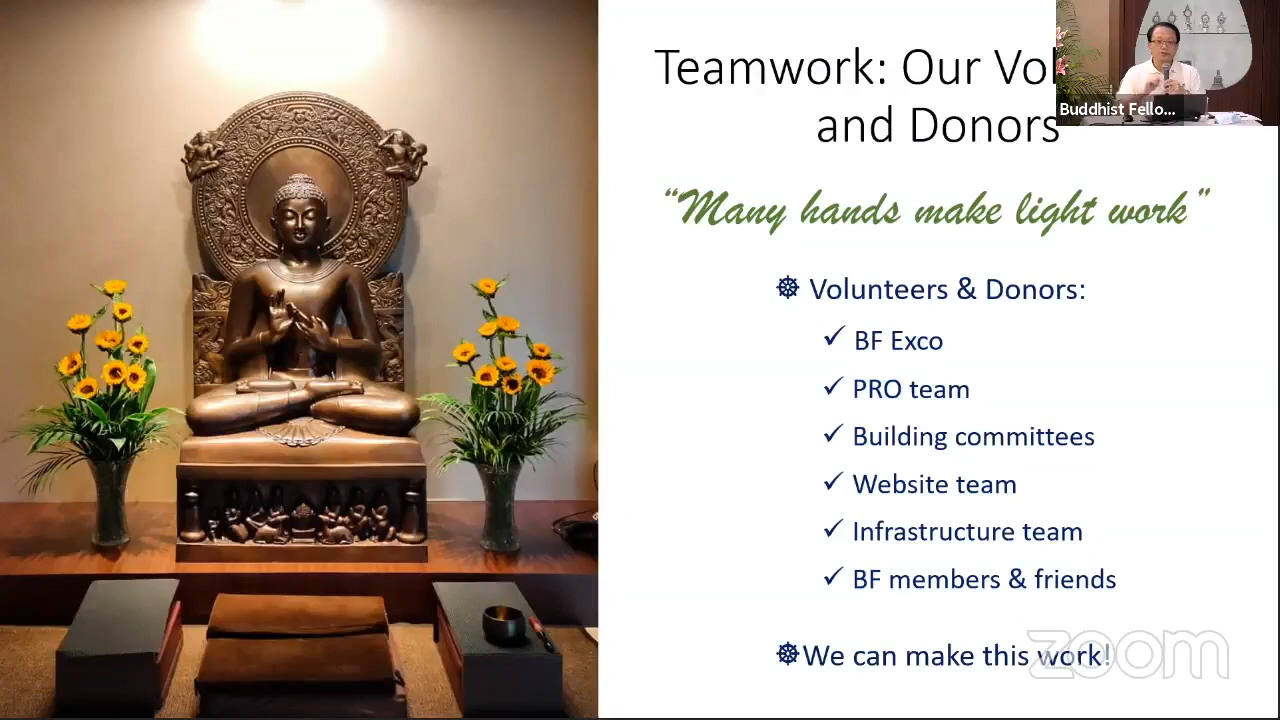 Teamwork: Our Vol
and Donors
Buddhist Fello...
“Many hands make light work”
Volunteers & Donors:
✓ BF Exco
✓ PRO team
✓ Building committees
✓ Website team
✓ Infrastructure team
✓ BF members & friends
We can make this work!
zoom